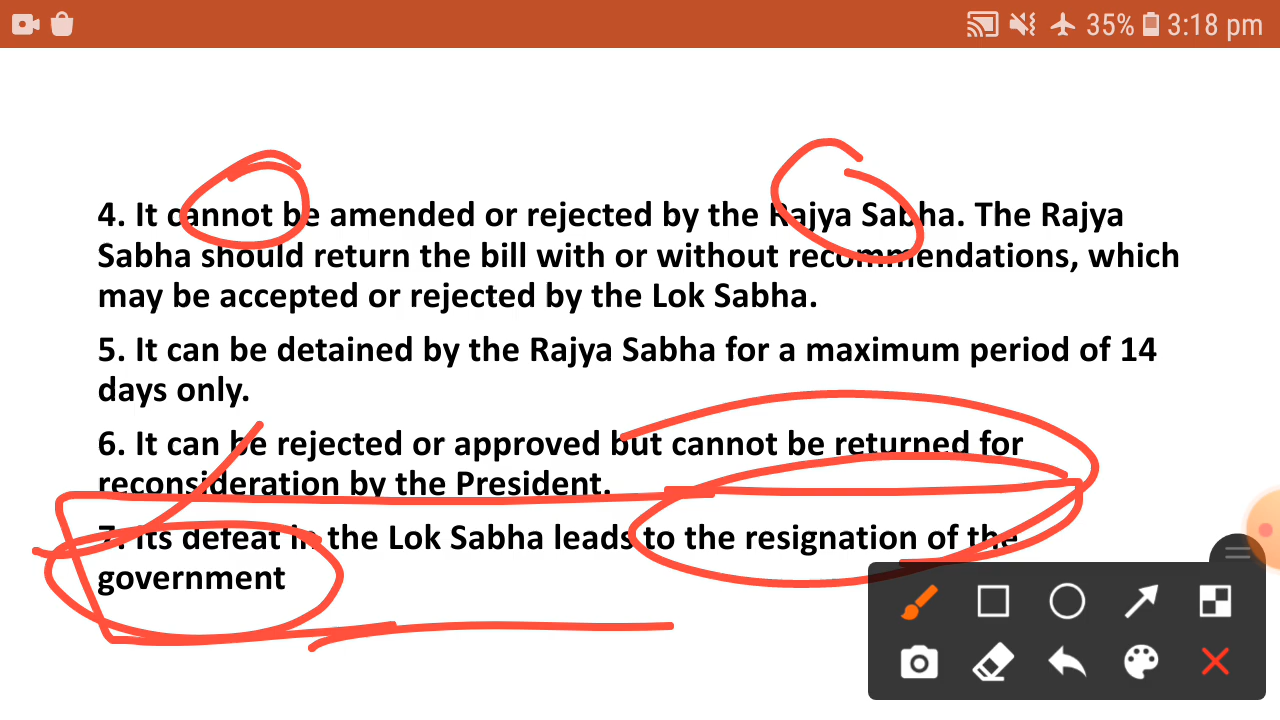 35% 3:18 pm
4. It cannot be amended or rejected by the Rajya Sabha. The Rajya
Sabha should return the bill with or without recommendations, which
may be accepted or rejected by the Lok Sabha.
5. It can be detained by the Rajya Sabha for a maximum period of 14
days only.
6. It can be rejected or approved but cannot be returned for
reconsideration by the President.
7. Its defeat in the Lok Sabha leads to the resignation of the
government